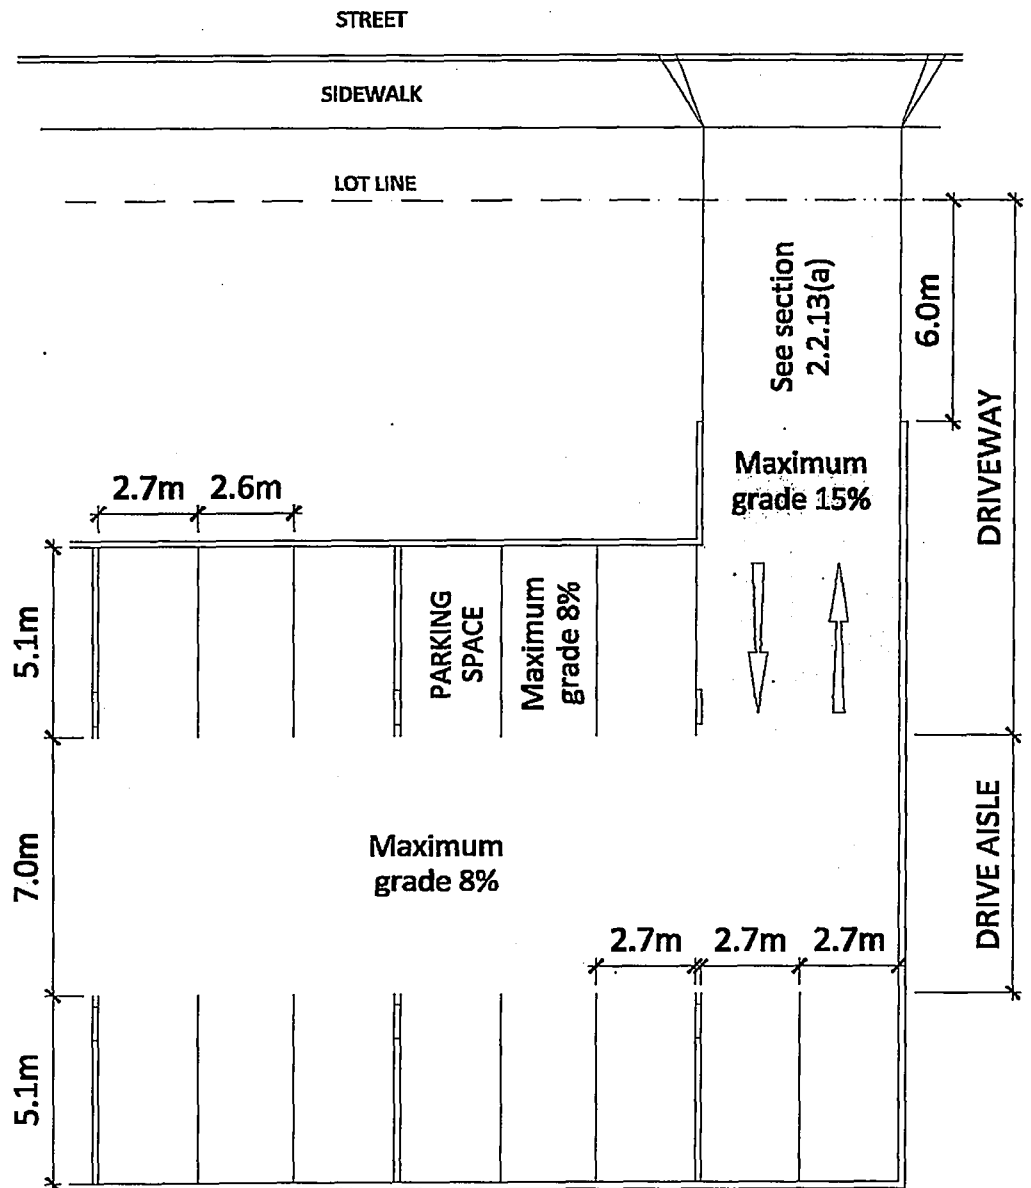 STREET
SIDEWALK
LOT LINE
See section
2.2.13(a)
6.0m
DRIVEWAY
Maximum
grade 15%
2.7m
2.6m
5.1m
PARKING
SPACE
Maximum
grade 8%
7.0m
Maximum
grade 8%
DRIVE AISLE
2.7m
2.7m
2.7m
5.1m